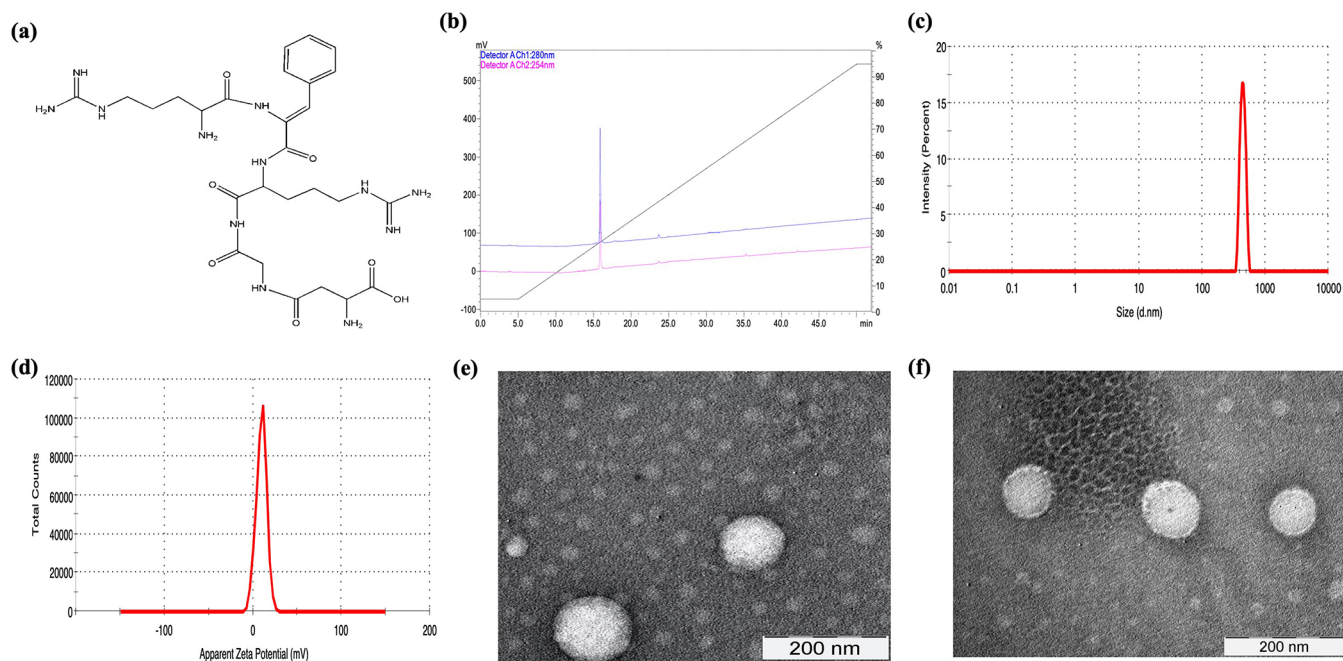 (a)
NH
H2N
N
H
O
NH2
NH
O
HN
O
NH
H
N
NH2
NH
O
HN
O
O
OH
NH2
(b)
mV
%
Detector A Ch1:280nm
Detector A Ch2:254nm
500
400
300
200
100
0
-100
90
80
70
60
50
40
30
20
10
0
0.0 5.0 10.0 15.0 20.0 25.0 30.0 35.0 40.0 45.0 min
(c)
Intensity (Percent)
20
15
10
5
0
0.01 0.1 1 10 100 1000 10000
Size (d.nm)
(d)
Total Counts
120000
100000
80000
60000
40000
20000
0
-100 0 100 200
Apparent Zeta Potential (mV)
(e)
200 nm
(f)
200 nm